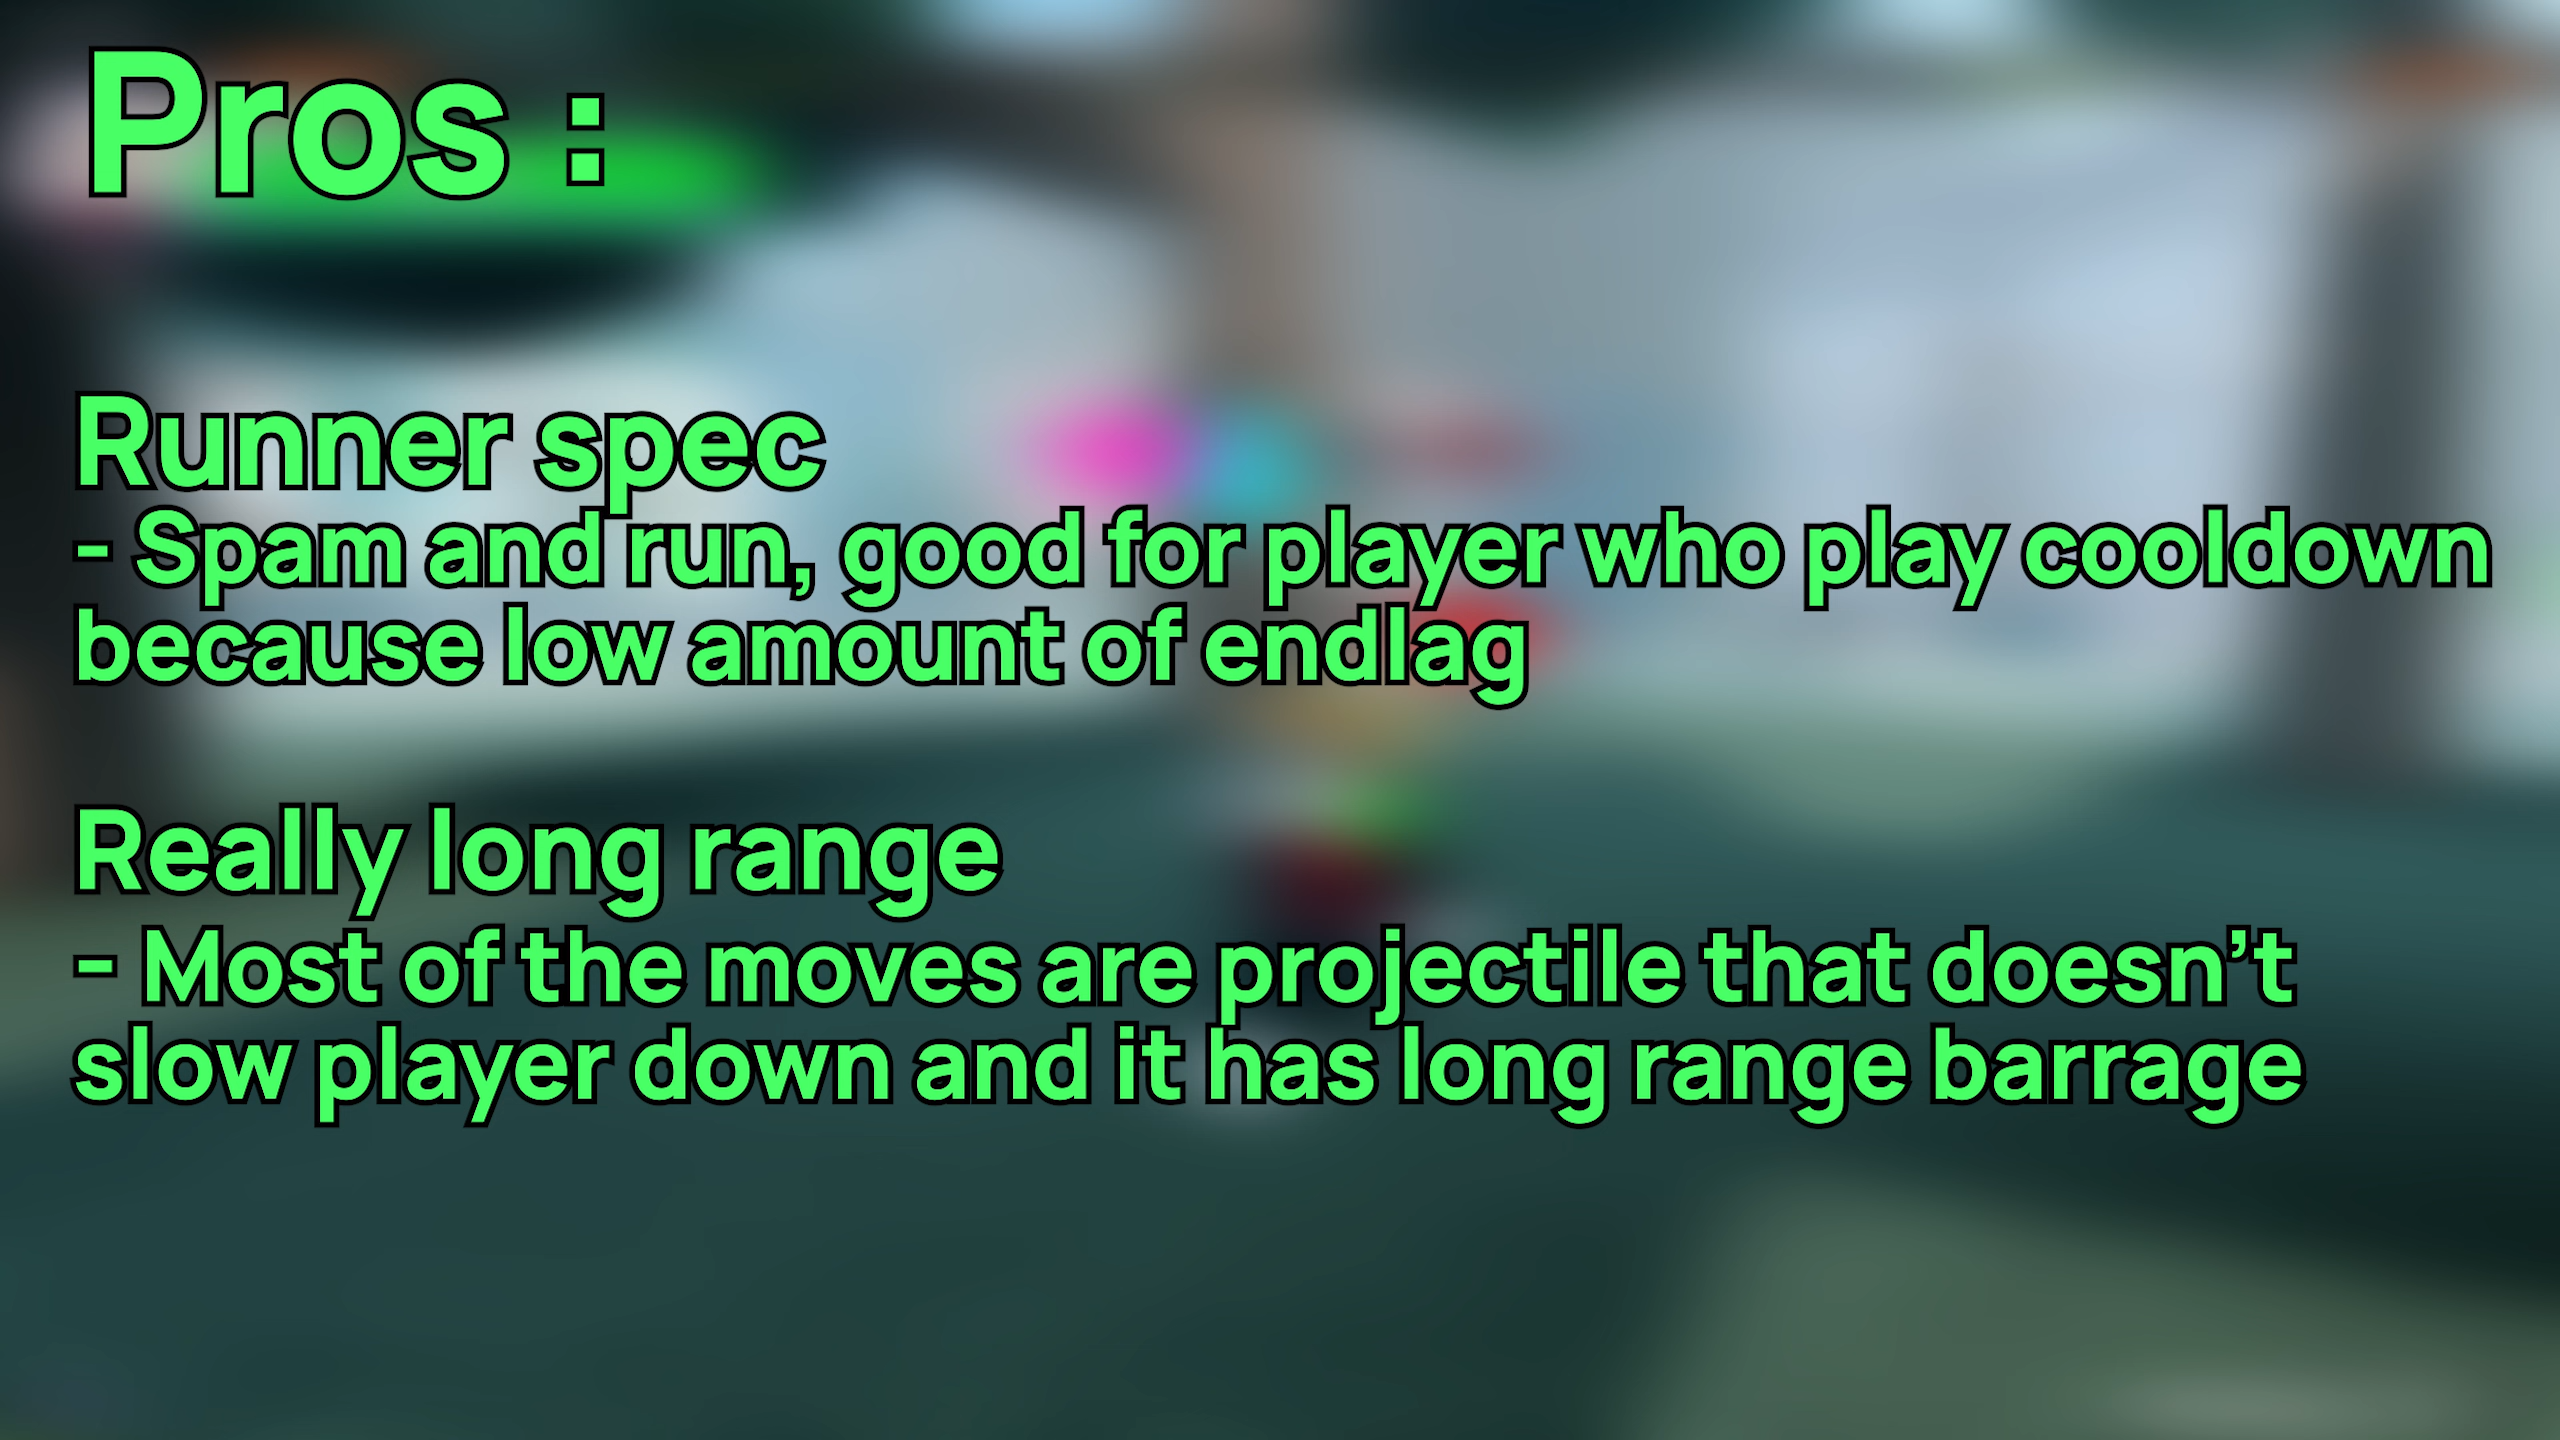 Pros :
Runner spec
- Spam and run, good for player who play cooldown
because low amount of endlag
Really long range
- Most of the moves are projectile that doesn’t
slow player down and it has long range barrage